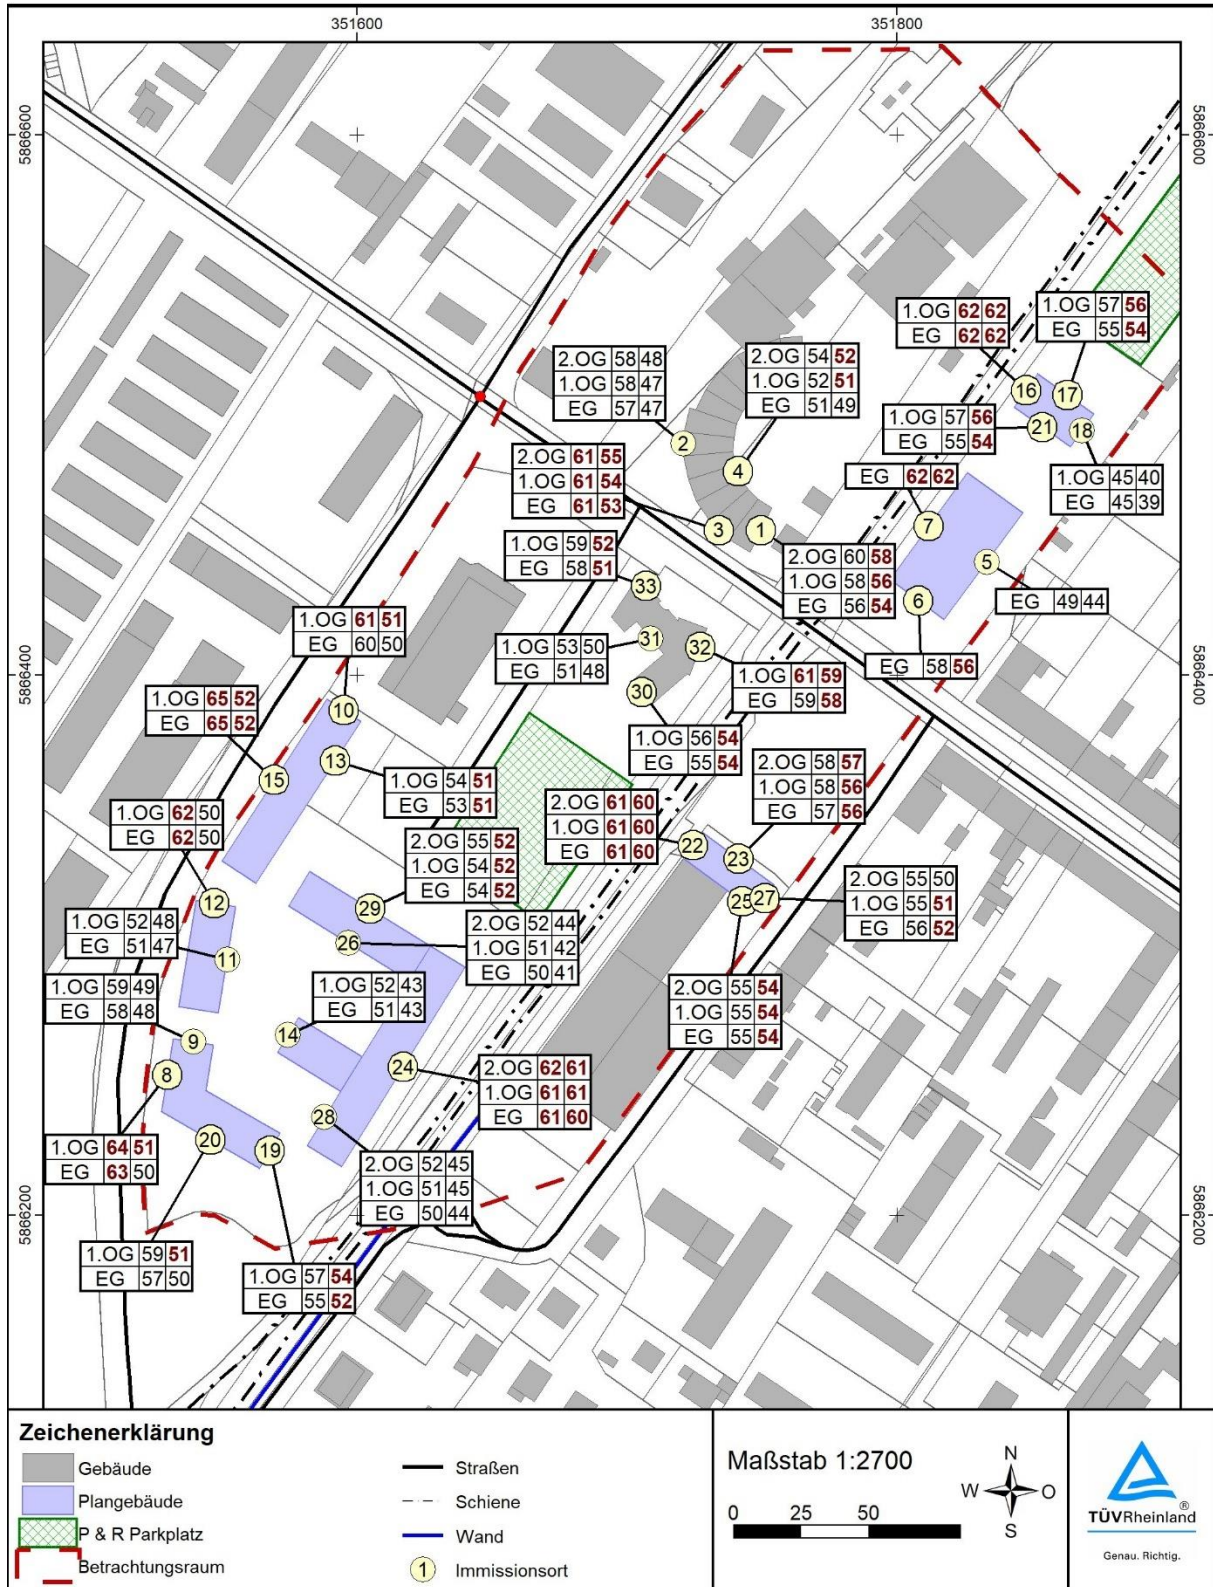 351600 351800
5866600 5866600
1.OG 62 62
EG 62 62
1.OG 57 56
EG 55 54
2.OG 58 48
1.OG 58 47
EG 57 47
2.OG 54 52
1.OG 52 51
EG 51 49
16
17
1.OG 57 56
EG 55 54
21
18
2
2.OG 61 55
1.OG 61 54
EG 61 53
4
EG 62 62
1.OG 45 40
EG 45 39
3
1
7
1.OG 59 52
EG 58 51
2.OG 60 58
1.OG 58 56
EG 56 54
5
33
6
EG 49 44
1.OG 61 51
EG 60 50
1.OG 53 50
EG 51 48
31
32
EG 58 56
5866400 5866400
1.OG 65 52
EG 65 52
10
30
1.OG 61 59
EG 59 58
1.OG 56 54
EG 55 54
13
15
1.OG 54 51
EG 53 51
2.OG 58 57
1.OG 58 56
EG 57 56
1.OG 62 50
EG 62 50
2.OG 61 60
1.OG 61 60
EG 61 60
22
23
2.OG 55 52
1.OG 54 52
EG 54 52
2.OG 55 50
1.OG 55 51
EG 56 52
12
29
25
27
1.OG 52 48
EG 51 47
26
2.OG 52 44
1.OG 51 42
EG 50 41
11
1.OG 59 49
EG 58 48
1.OG 52 43
EG 51 43
2.OG 55 54
1.OG 55 54
EG 55 54
9
14
8
24
2.OG 62 61
1.OG 61 61
EG 61 60
28
1.OG 64 51
EG 63 50
20
19
2.OG 52 45
1.OG 51 45
EG 50 44
5866200 5866200
1.OG 59 51
EG 57 50
1.OG 57 54
EG 55 52
Zeichenerklärung
Gebäude
Plangebäude
P & R Parkplatz
Betrachtungsraum
Straßen
Schiene
Wand
1 Immissionsort
Maßstab 1:2700
0 25 50
N
W O
S
TÜVRheinland ®
Genau. Richtig.